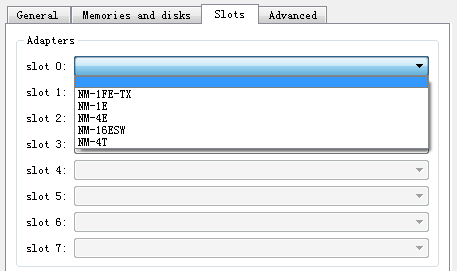 General Memories and disks Slots Advanced
Adapters
slot 0:
slot 1:
NM-1FE-TX
NM-1E
slot 2:
NM-4E
NM-16ESW
slot 3:
NM-4T
slot 4:
slot 5:
slot 6:
slot 7: